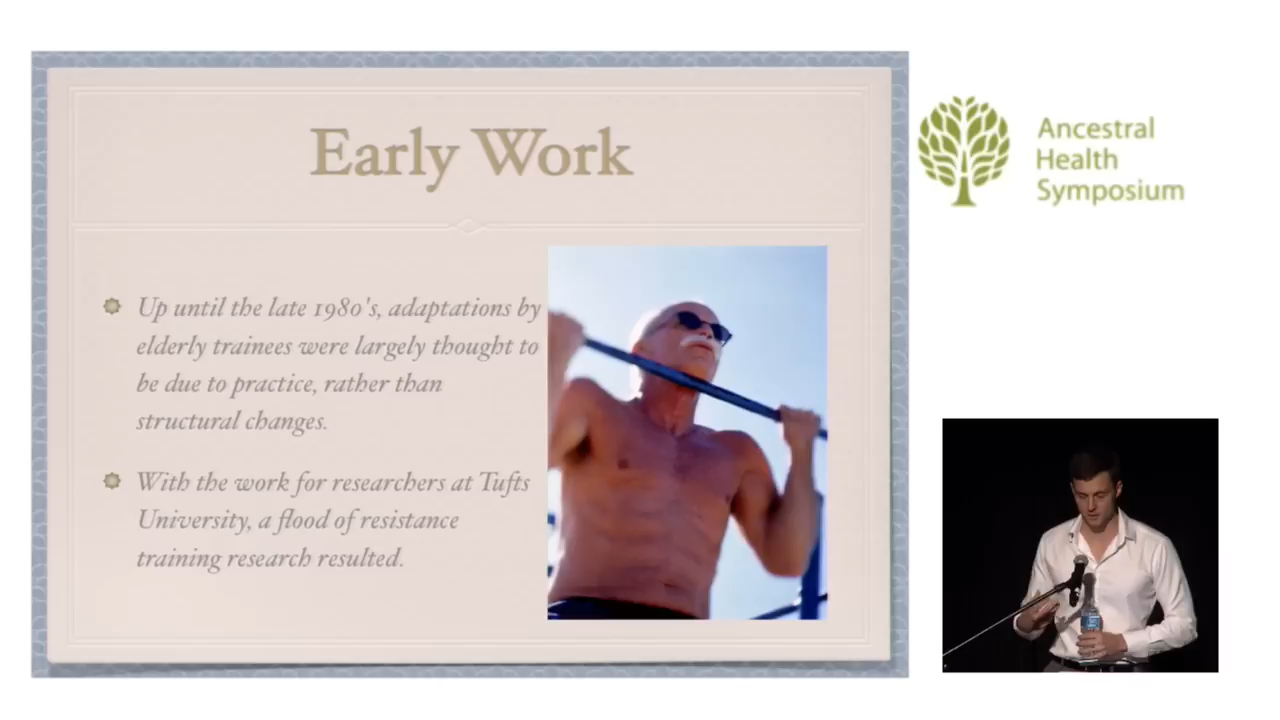 Early Work
Up until the late 1980's, adaptations by
elderly trainees were largely thought to
be due to practice, rather than
structural changes.
With the work for researchers at Tufts
University, a flood of resistance
training research resulted.
Ancestral
Health
Symposium